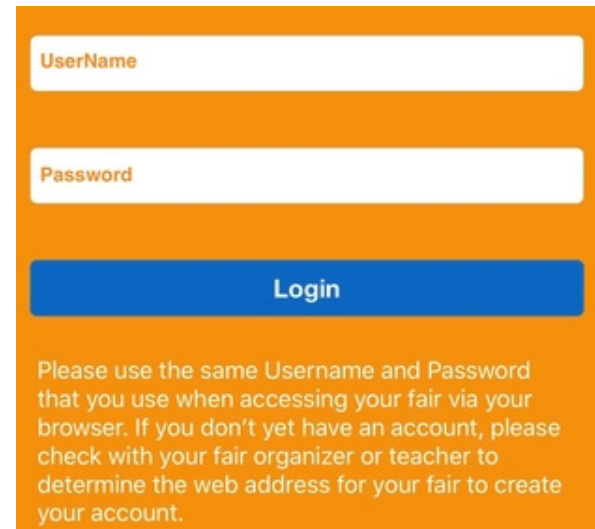 UserName
Password
Login
Please use the same Username and Password
that you use when accessing your fair via your
browser. If you don't yet have an account, please
check with your fair organizer or teacher to
determine the web address for your fair to create
your account.